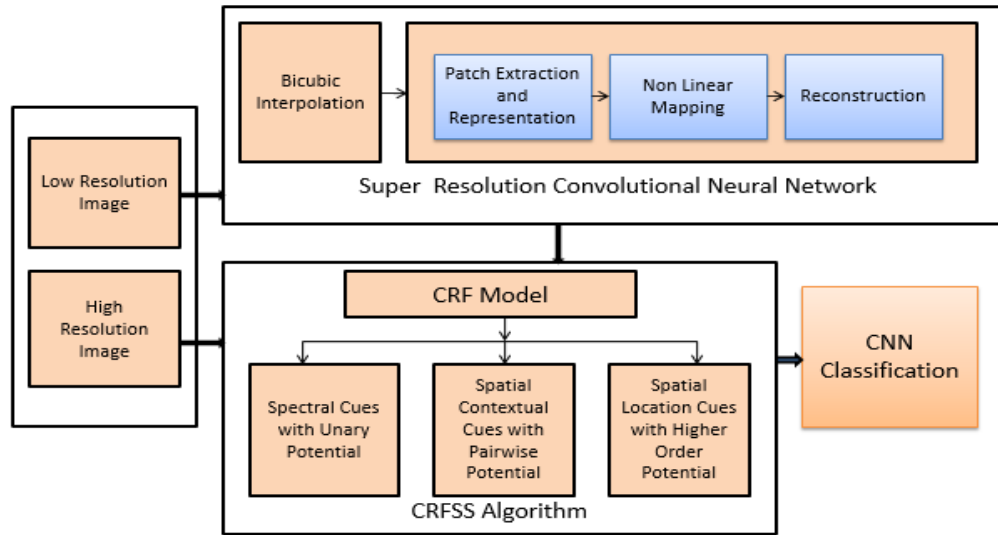 Low Resolution
Image
High
Resolution
Image
Bicubic
Interpolation
Patch Extraction
and
Representation
Non Linear
Mapping
Reconstruction
Super Resolution Convolutional Neural Network
CRF Model
Spectral Cues
with Unary
Potential
Spatial
Contextual
Cues with
Pairwise
Potential
Spatial
Location Cues
with Higher
Order
Potential
CRFSS Algorithm
CNN
Classification